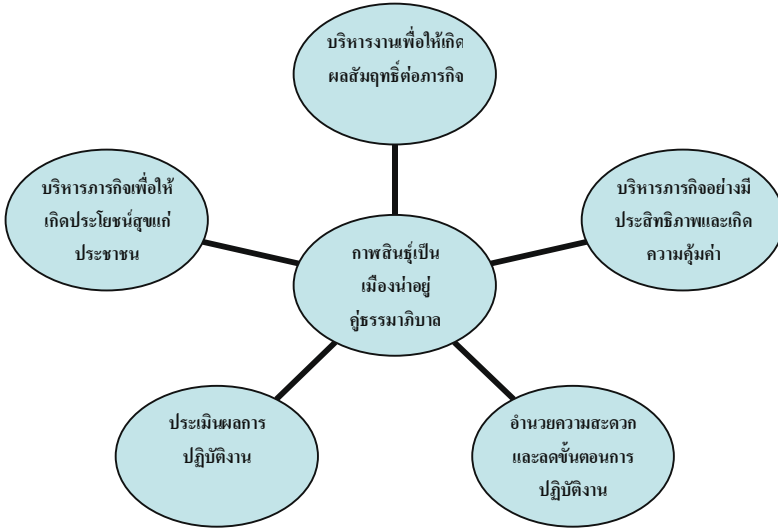 บริหารงานเพื่อให้เกิด
ผลสัมฤทธิ์ต่อภารกิจ
บริหารภารกิจเพื่อให้
เกิดประโยชน์สุขแก่
ประชาชน
บริหารภารกิจอย่างมี
ประสิทธิภาพและเกิด
ความคุ้มค่า
กาฬสินธุ์เป็น
เมืองน่าอยู่
คู่ธรรมาภิบาล
ประเมินผลการ
ปฏิบัติงาน
อำนวยความสะดวก
และลดขั้นตอนการ
ปฏิบัติงาน